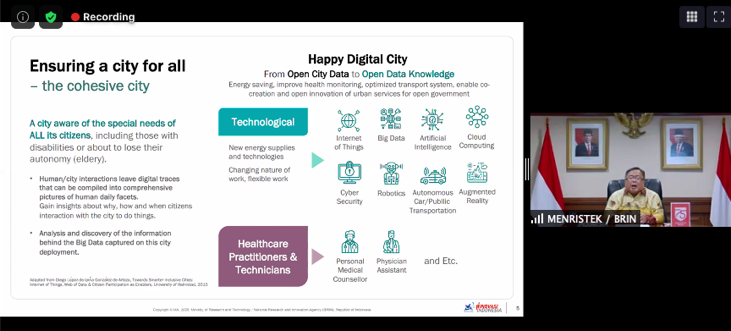 Recording
Ensuring a city for all
– the cohesive city
A city aware of the special needs of
ALL its citizens, including those with
disabilities or about to lose their
autonomy (eldery).
• Human/city interactions leave digital traces
that can be compiled into comprehensive
pictures of human daily facets.
Gain insights about why, how and when citizens
interaction with the city to do things.
• Analysis and discovery of the information
behind the Big Data captured on this city
deployment.
Happy Digital City
From Open City Data to Open Data Knowledge
Energy saving, improve health monitoring, optimized transport system, enable co-
creation and open innovation of urban services for open government
Technological
New energy supplies
and technologies
Changing nature of
work, flexible work
Internet
of Things
Big Data
Artificial
Intelligence
Cloud
Computing
Cyber
Security
Robotics
Autonomous
Car/Public
Transportation
Augmented
Reality
Healthcare
Practitioners &
Technicians
Personal
Medical
Counsellor
Physician
Assistant
and Etc.
INOVASI
INDONESIA
5
MENRISTEK / BRIN